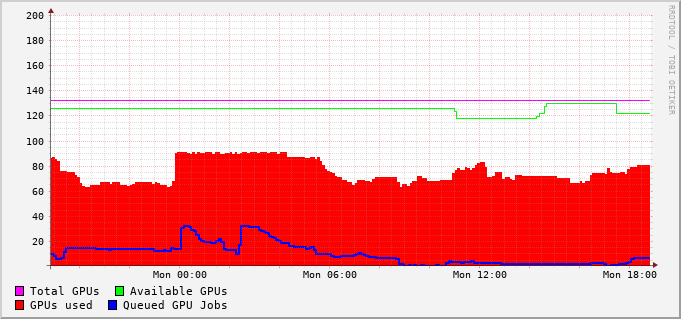 200
180
160
140
120
100
80
60
40
20
Mon 00:00 Mon 06:00 Mon 12:00 Mon 18:00
Total GPUs Available GPUs
GPUs used Queued GPU Jobs
RRDTOOL / TOBI OETIKER